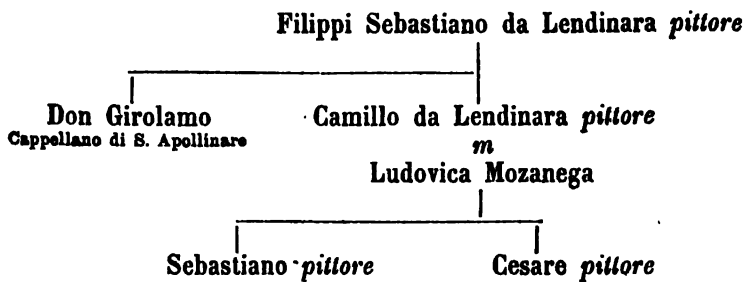 Filippi Sebastiano da Lendinara pittore
Don Girolamo Camillo da Lendinara pittore
Cappellano di S. Apollinare
m
Ludovica Mozanega
Sebastiano pittore Cesare pittore